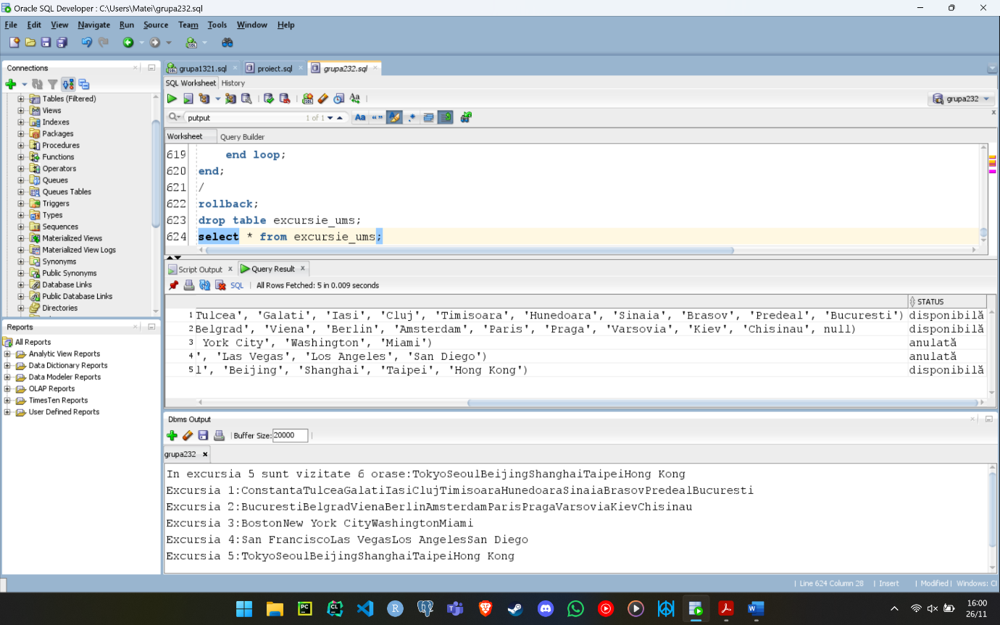 Oracle SQL Developer : C:\Users\Matei\grupa232.sql
File Edit View Navigate Run Source Team Tools Window Help
Connections
Tables (Filtered)
Views
Indexes
Packages
Procedures
Functions
Operators
Queues
Queues Tables
Triggers
Types
Sequences
Materialized Views
Materialized View Logs
Synonyms
Public Synonyms
Database Links
Public Database Links
Directories
Reports
All Reports
Analytic View Reports
Data Dictionary Reports
Data Modeler Reports
OLAP Reports
TimesTen Reports
User Defined Reports
grupa1321.sql proiect.sql grupa232.sql
SQL Worksheet History
grupa232
putput 1 of 1 Aa
Worksheet Query Builder
619 end loop;
620 end;
621 /
622 rollback;
623 drop table excursie_ums;
624 select * from excursie_ums;
Script Output x Query Result x
SQL | All Rows Fetched: 5 in 0.009 seconds
STATUS
1 Tulcea', 'Galati', 'Iasi', 'Cluj', 'Timisoara', 'Hunedoara', 'Sinaia', 'Brasov', 'Predeal', 'Bucuresti') disponibilă
2 Belgrad', 'Viena', 'Berlin', 'Amsterdam', 'Paris', 'Praga', 'Varsovia', 'Kiev', 'Chisinau', null) disponibilă
3 York City', 'Washington', 'Miami') anulată
4 ', 'Las Vegas', 'Los Angeles', 'San Diego') anulată
5 l', 'Beijing', 'Shanghai', 'Taipei', 'Hong Kong') disponibilă
Dbms Output
Buffer Size: 20000
grupa232 x
In excursia 5 sunt vizitate 6 orase:TokyoSeoulBeijingShanghaiTaipeiHong Kong
Excursia 1:ConstantaTulceaGalatiIasiClujTimisoaraHunedoaraSinaiaBrasovPredealBucuresti
Excursia 2:BucurestiBelgradVienaBerlinAmsterdamParisPragaVarsoviaKievChisinau
Excursia 3:BostonNew York CityWashingtonMiami
Excursia 4:San FranciscoLas VegasLos AngelesSan Diego
Excursia 5:TokyoSeoulBeijingShanghaiTaipeiHong Kong
| Line 624 Column 28 | Insert | Modified | Windows: Cl
16:00
26/11